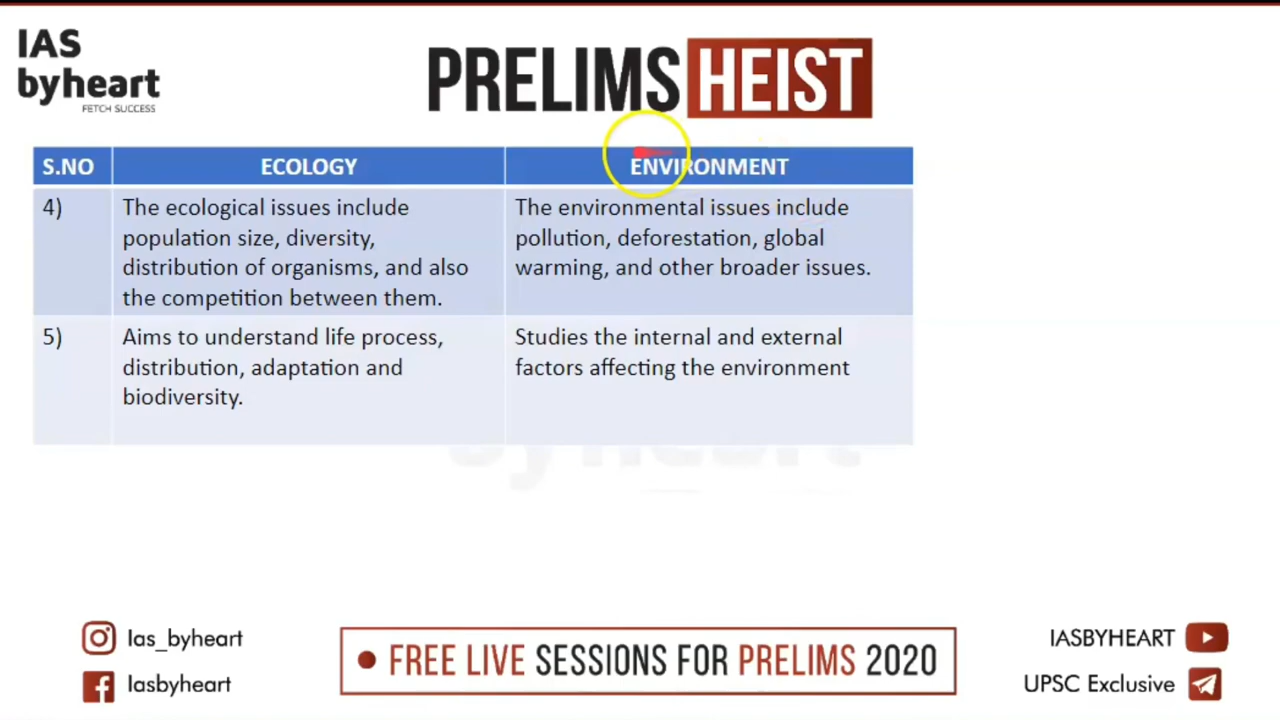 IAS
byheart
FETCH SUCCESS
PRELIMS HEIST
S.NO ECOLOGY ENVIRONMENT
4) The ecological issues include
population size, diversity,
distribution of organisms, and also
the competition between them.
The environmental issues include
pollution, deforestation, global
warming, and other broader issues.
5) Aims to understand life process,
distribution, adaptation and
biodiversity.
Studies the internal and external
factors affecting the environment
byheart
Ias_byheart
Iasbyheart
• FREE LIVE SESSIONS FOR PRELIMS 2020
IASBYHEART
UPSC Exclusive